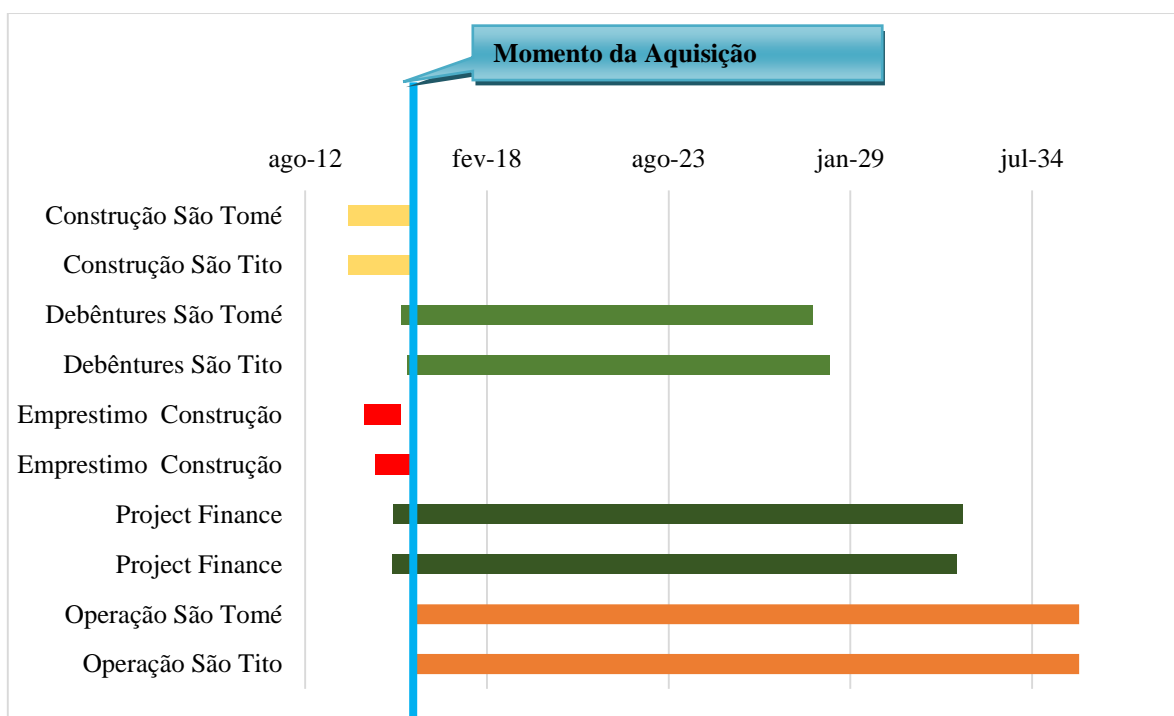 Momento da Aquisição
ago-12 fev-18 ago-23 jan-29 jul-34
Construção São Tomé
Construção São Tito
Debêntures São Tomé
Debêntures São Tito
Emprestimo Construção
Emprestimo Construção
Project Finance
Project Finance
Operação São Tomé
Operação São Tito